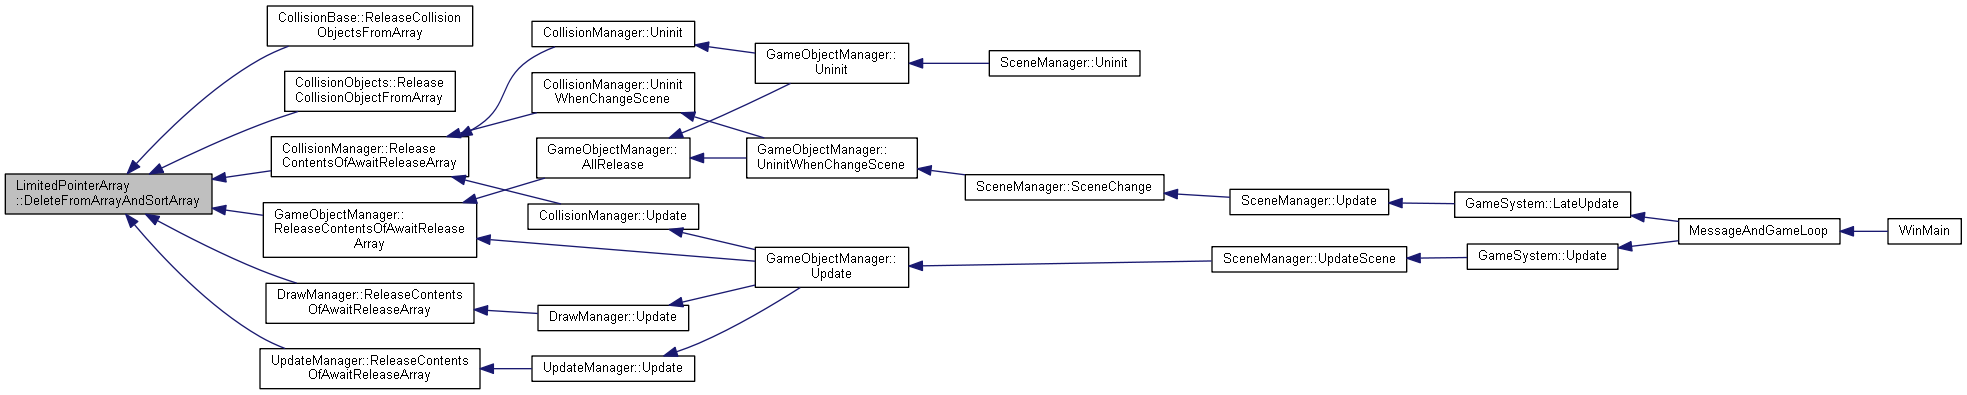 LimitedPointerArray
::DeleteFromArrayAndSortArray
CollisionBase::ReleaseCollision
ObjectsFromArray
CollisionObjects::Release
CollisionObjectFromArray
CollisionManager::Release
ContentsOfAwaitReleaseArray
GameObjectManager::
ReleaseContentsOfAwaitRelease
Array
DrawManager::ReleaseContents
OfAwaitReleaseArray
UpdateManager::ReleaseContents
OfAwaitReleaseArray
CollisionManager::Uninit
CollisionManager::Uninit
WhenChangeScene
GameObjectManager::
AllRelease
CollisionManager::Update
DrawManager::Update
UpdateManager::Update
GameObjectManager::
Uninit
GameObjectManager::
UninitWhenChangeScene
GameObjectManager::
Update
SceneManager::Uninit
SceneManager::SceneChange
SceneManager::Update
SceneManager::UpdateScene
GameSystem::LateUpdate
GameSystem::Update
MessageAndGameLoop
WinMain